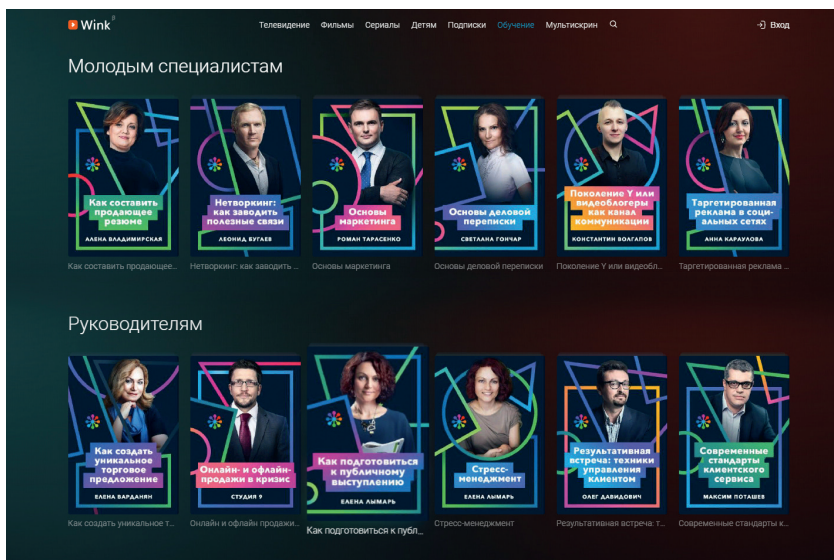 Wink β
Телевидение Фильмы Сериалы Детям Подписки Обучение Мультискрин
Вход
Молодым специалистам
Как составить
продающее
резюме
АЛЕНА ВЛАДИМИРСКАЯ
Нетворкинг:
как заводить
полезные связи
ЛЕОНИД БУГАЕВ
Основы
маркетинга
РОМАН ТАРАСЕНКО
Основы деловой
переписки
СВЕТЛАНА ГОНЧАР
Поколение Y или
видеоблогеры
как канал
коммуникации
КОНСТАНТИН ВОЛГАПОВ
Таргетированная
реклама в соци-
альных сетях
АННА КАРАУЛОВА
Как составить продающее...
Нетворкинг: как заводить ...
Основы маркетинга
Основы деловой переписки
Поколение Y или видеобл...
Таргетированная реклама ...
Руководителям
Как создать
уникальное
торговое
предложение
ЕЛЕНА ВАРДАНЯН
Онлайн- и офлайн-
продажи в кризис
СТУДИЯ 9
Как подготовиться
к публичному
выступлению
ЕЛЕНА ЛЫМАРЬ
Стресс-
менеджмент
ЕЛЕНА ЛЫМАРЬ
Результативная
встреча: техники
управления
клиентом
ОЛЕГ ДАВИДОВИЧ
Современные
стандарты
клиентского
сервиса
МАКСИМ ПОТАШЕВ
Как создать уникальное т...
Онлайн и офлайн продажи...
Как подготовиться к публ...
Стресс-менеджмент
Результативная встреча: т...
Современные стандарты к...